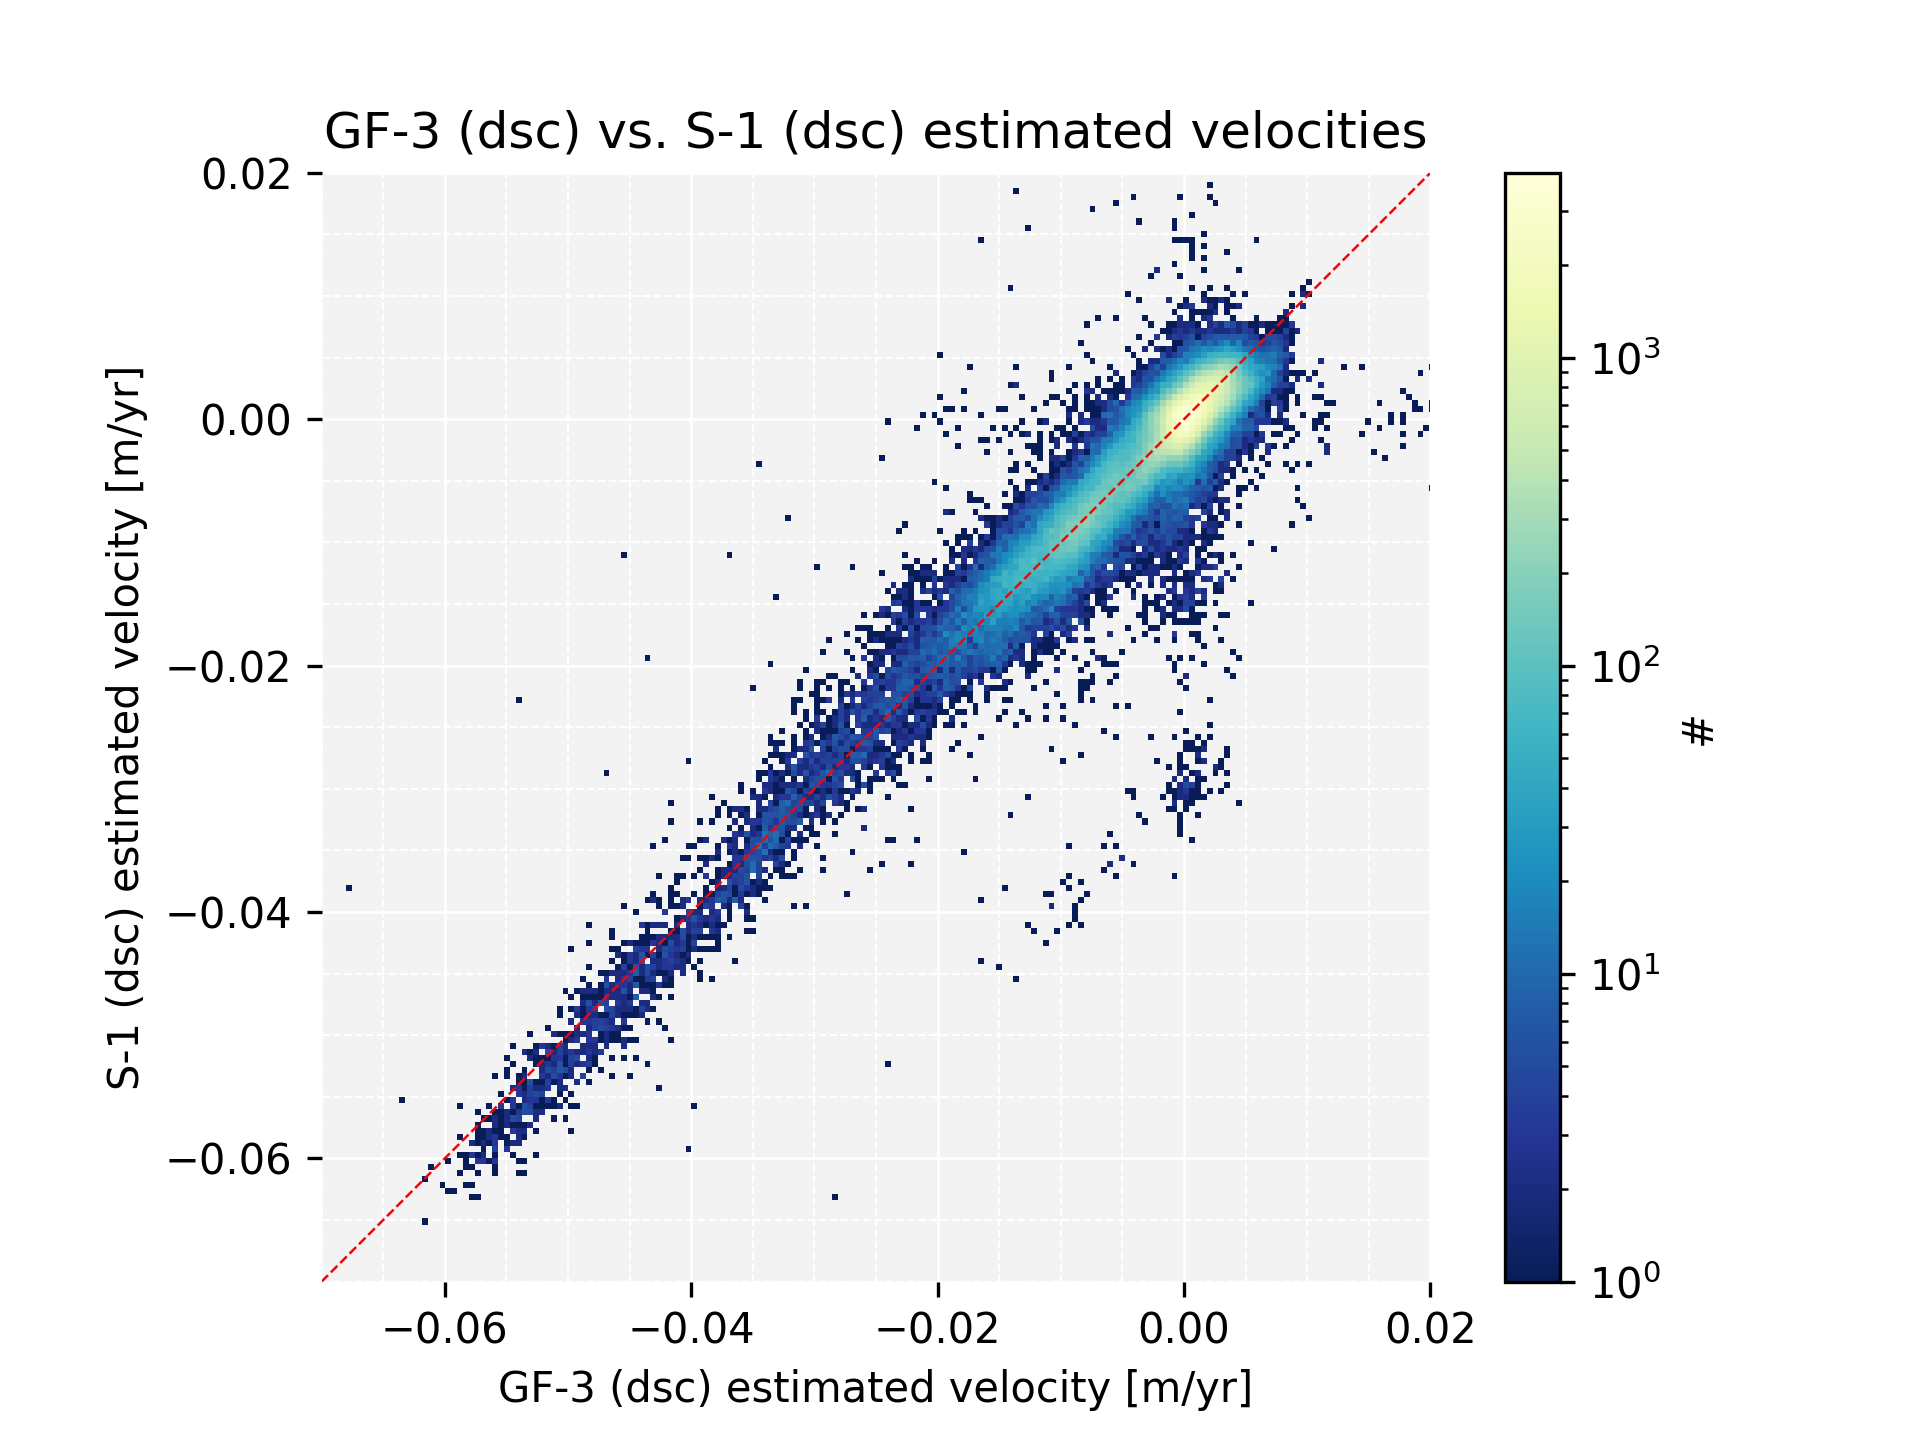 GF-3 (dsc) vs. S-1 (dsc) estimated velocities
S-1 (dsc) estimated velocity [m/yr]
0.02
0.00
−0.02
−0.04
−0.06
−0.06 −0.04 −0.02 0.00 0.02
GF-3 (dsc) estimated velocity [m/yr]
10³
10²
10¹
10⁰
#